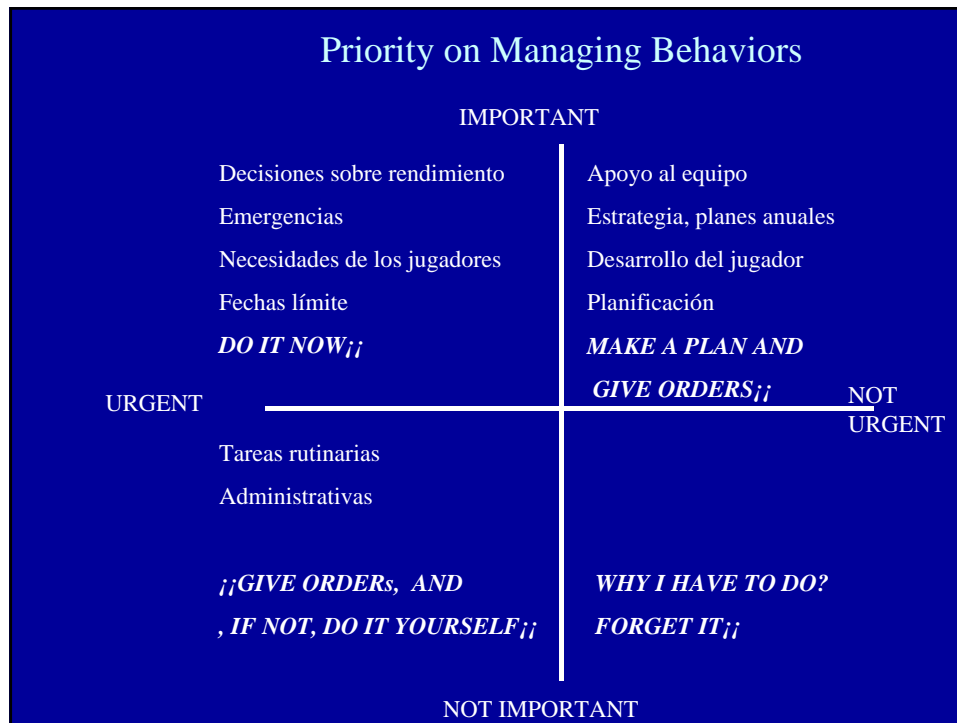 Priority on Managing Behaviors
IMPORTANT
Decisiones sobre rendimiento
Emergencias
Necesidades de los jugadores
Fechas límite
DO IT NOW¡¡
Apoyo al equipo
Estrategia, planes anuales
Desarrollo del jugador
Planificación
MAKE A PLAN AND
GIVE ORDERS¡¡
URGENT
NOT
URGENT
Tareas rutinarias
Administrativas
¡¡GIVE ORDERs, AND
, IF NOT, DO IT YOURSELF¡¡
WHY I HAVE TO DO?
FORGET IT¡¡
NOT IMPORTANT